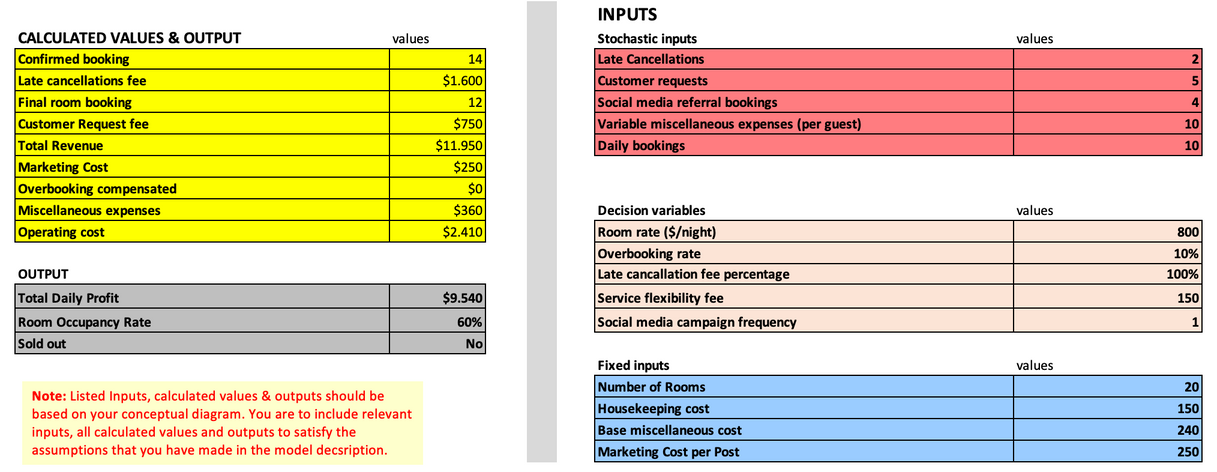 CALCULATED VALUES & OUTPUT values
Confirmed booking 14
Late cancellations fee $1.600
Final room booking 12
Customer Request fee $750
Total Revenue $11.950
Marketing Cost $250
Overbooking compensated $0
Miscellaneous expenses $360
Operating cost $2.410
OUTPUT
Total Daily Profit $9.540
Room Occupancy Rate 60%
Sold out No
Note: Listed Inputs, calculated values & outputs should be
based on your conceptual diagram. You are to include relevant
inputs, all calculated values and outputs to satisfy the
assumptions that you have made in the model decsription.
INPUTS
Stochastic inputs values
Late Cancellations 2
Customer requests 5
Social media referral bookings 4
Variable miscellaneous expenses (per guest) 10
Daily bookings 10
Decision variables values
Room rate ($/night) 800
Overbooking rate 10%
Late cancallation fee percentage 100%
Service flexibility fee 150
Social media campaign frequency 1
Fixed inputs values
Number of Rooms 20
Housekeeping cost 150
Base miscellaneous cost 240
Marketing Cost per Post 250